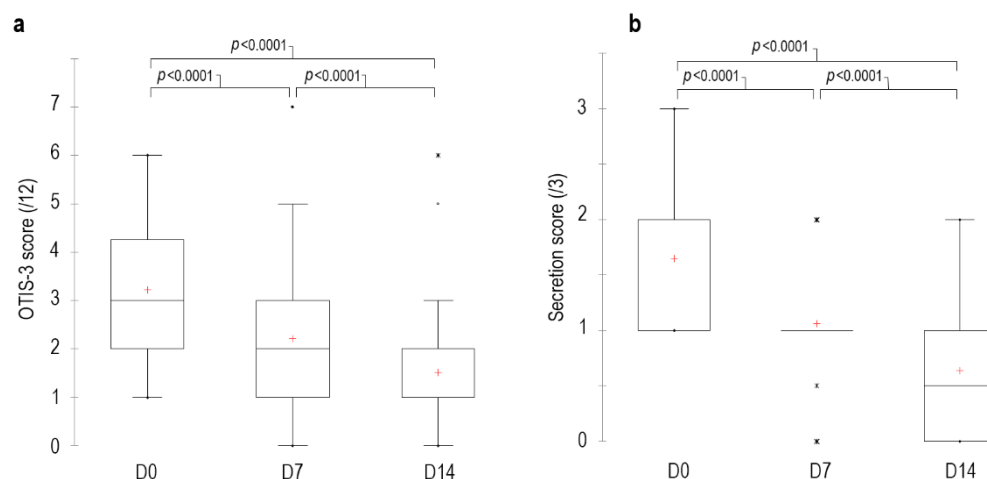 a
p<0.0001
p<0.0001
p<0.0001
7
6
5
4
3
2
1
0
OTIS-3 score (/12)
D0
D7
D14
b
p<0.0001
p<0.0001
p<0.0001
3
2
1
0
Secretion score (/3)
D0
D7
D14